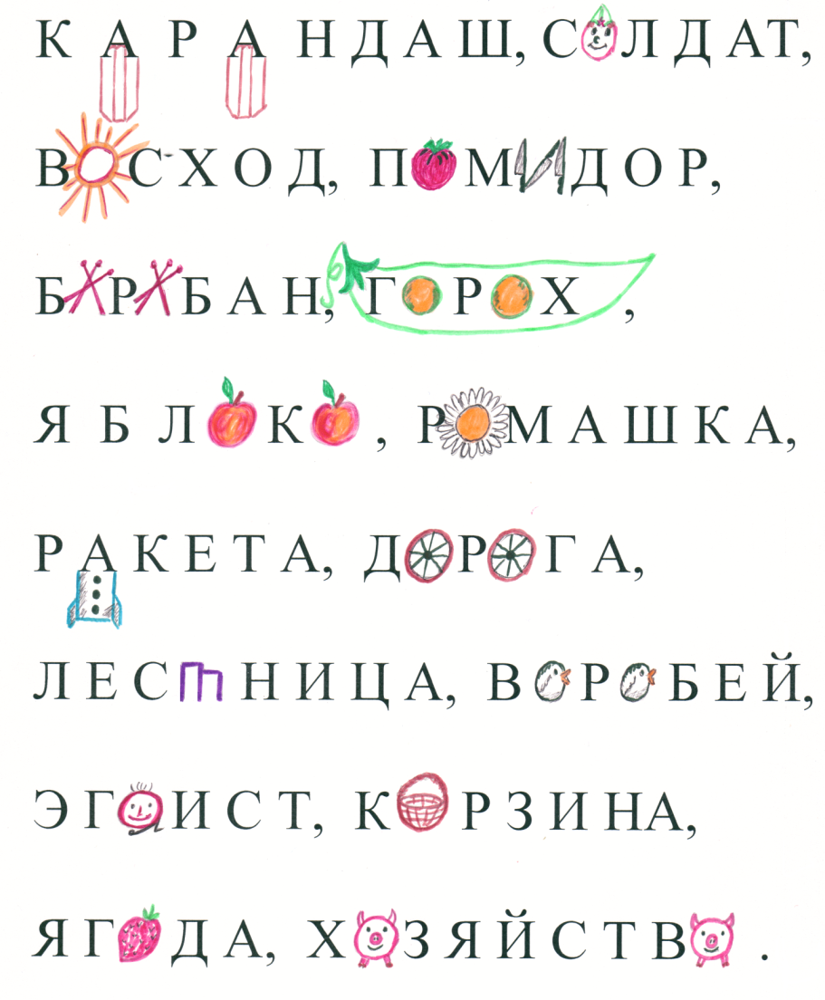 КАРАНДАШ, СОЛДАТ,
ВОСХОД, ПОМИДОР,
БАРАБАН, ГОРОХ,
ЯБЛОКО, РОМАШКА,
РАКЕТА, ДОРОГА,
ЛЕСТНИЦА, ВОРОБЕЙ,
ЭГОИСТ, КОРЗИНА,
ЯГОДА, ХОЗЯЙСТВО.